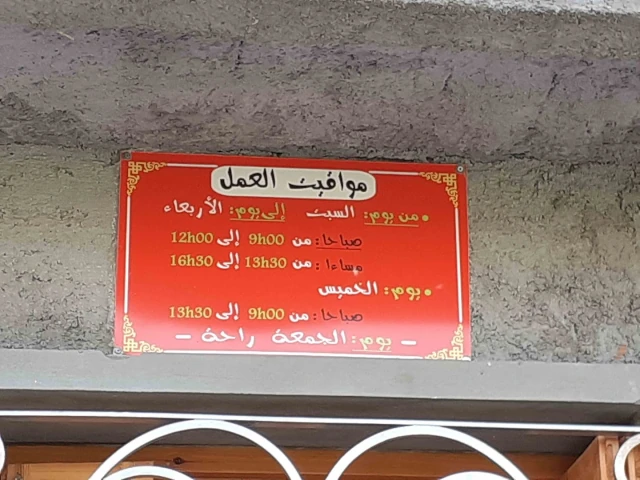 مواقيت العمل
• من يوم: السبت إلى يوم: الأربعاء
صباحا: من 9h00 إلى 12h00
مساءا: من 13h30 إلى 16h30
• يوم: الخميس
صباحا: من 9h00 إلى 13h30
– يوم: الجمعة راحة –